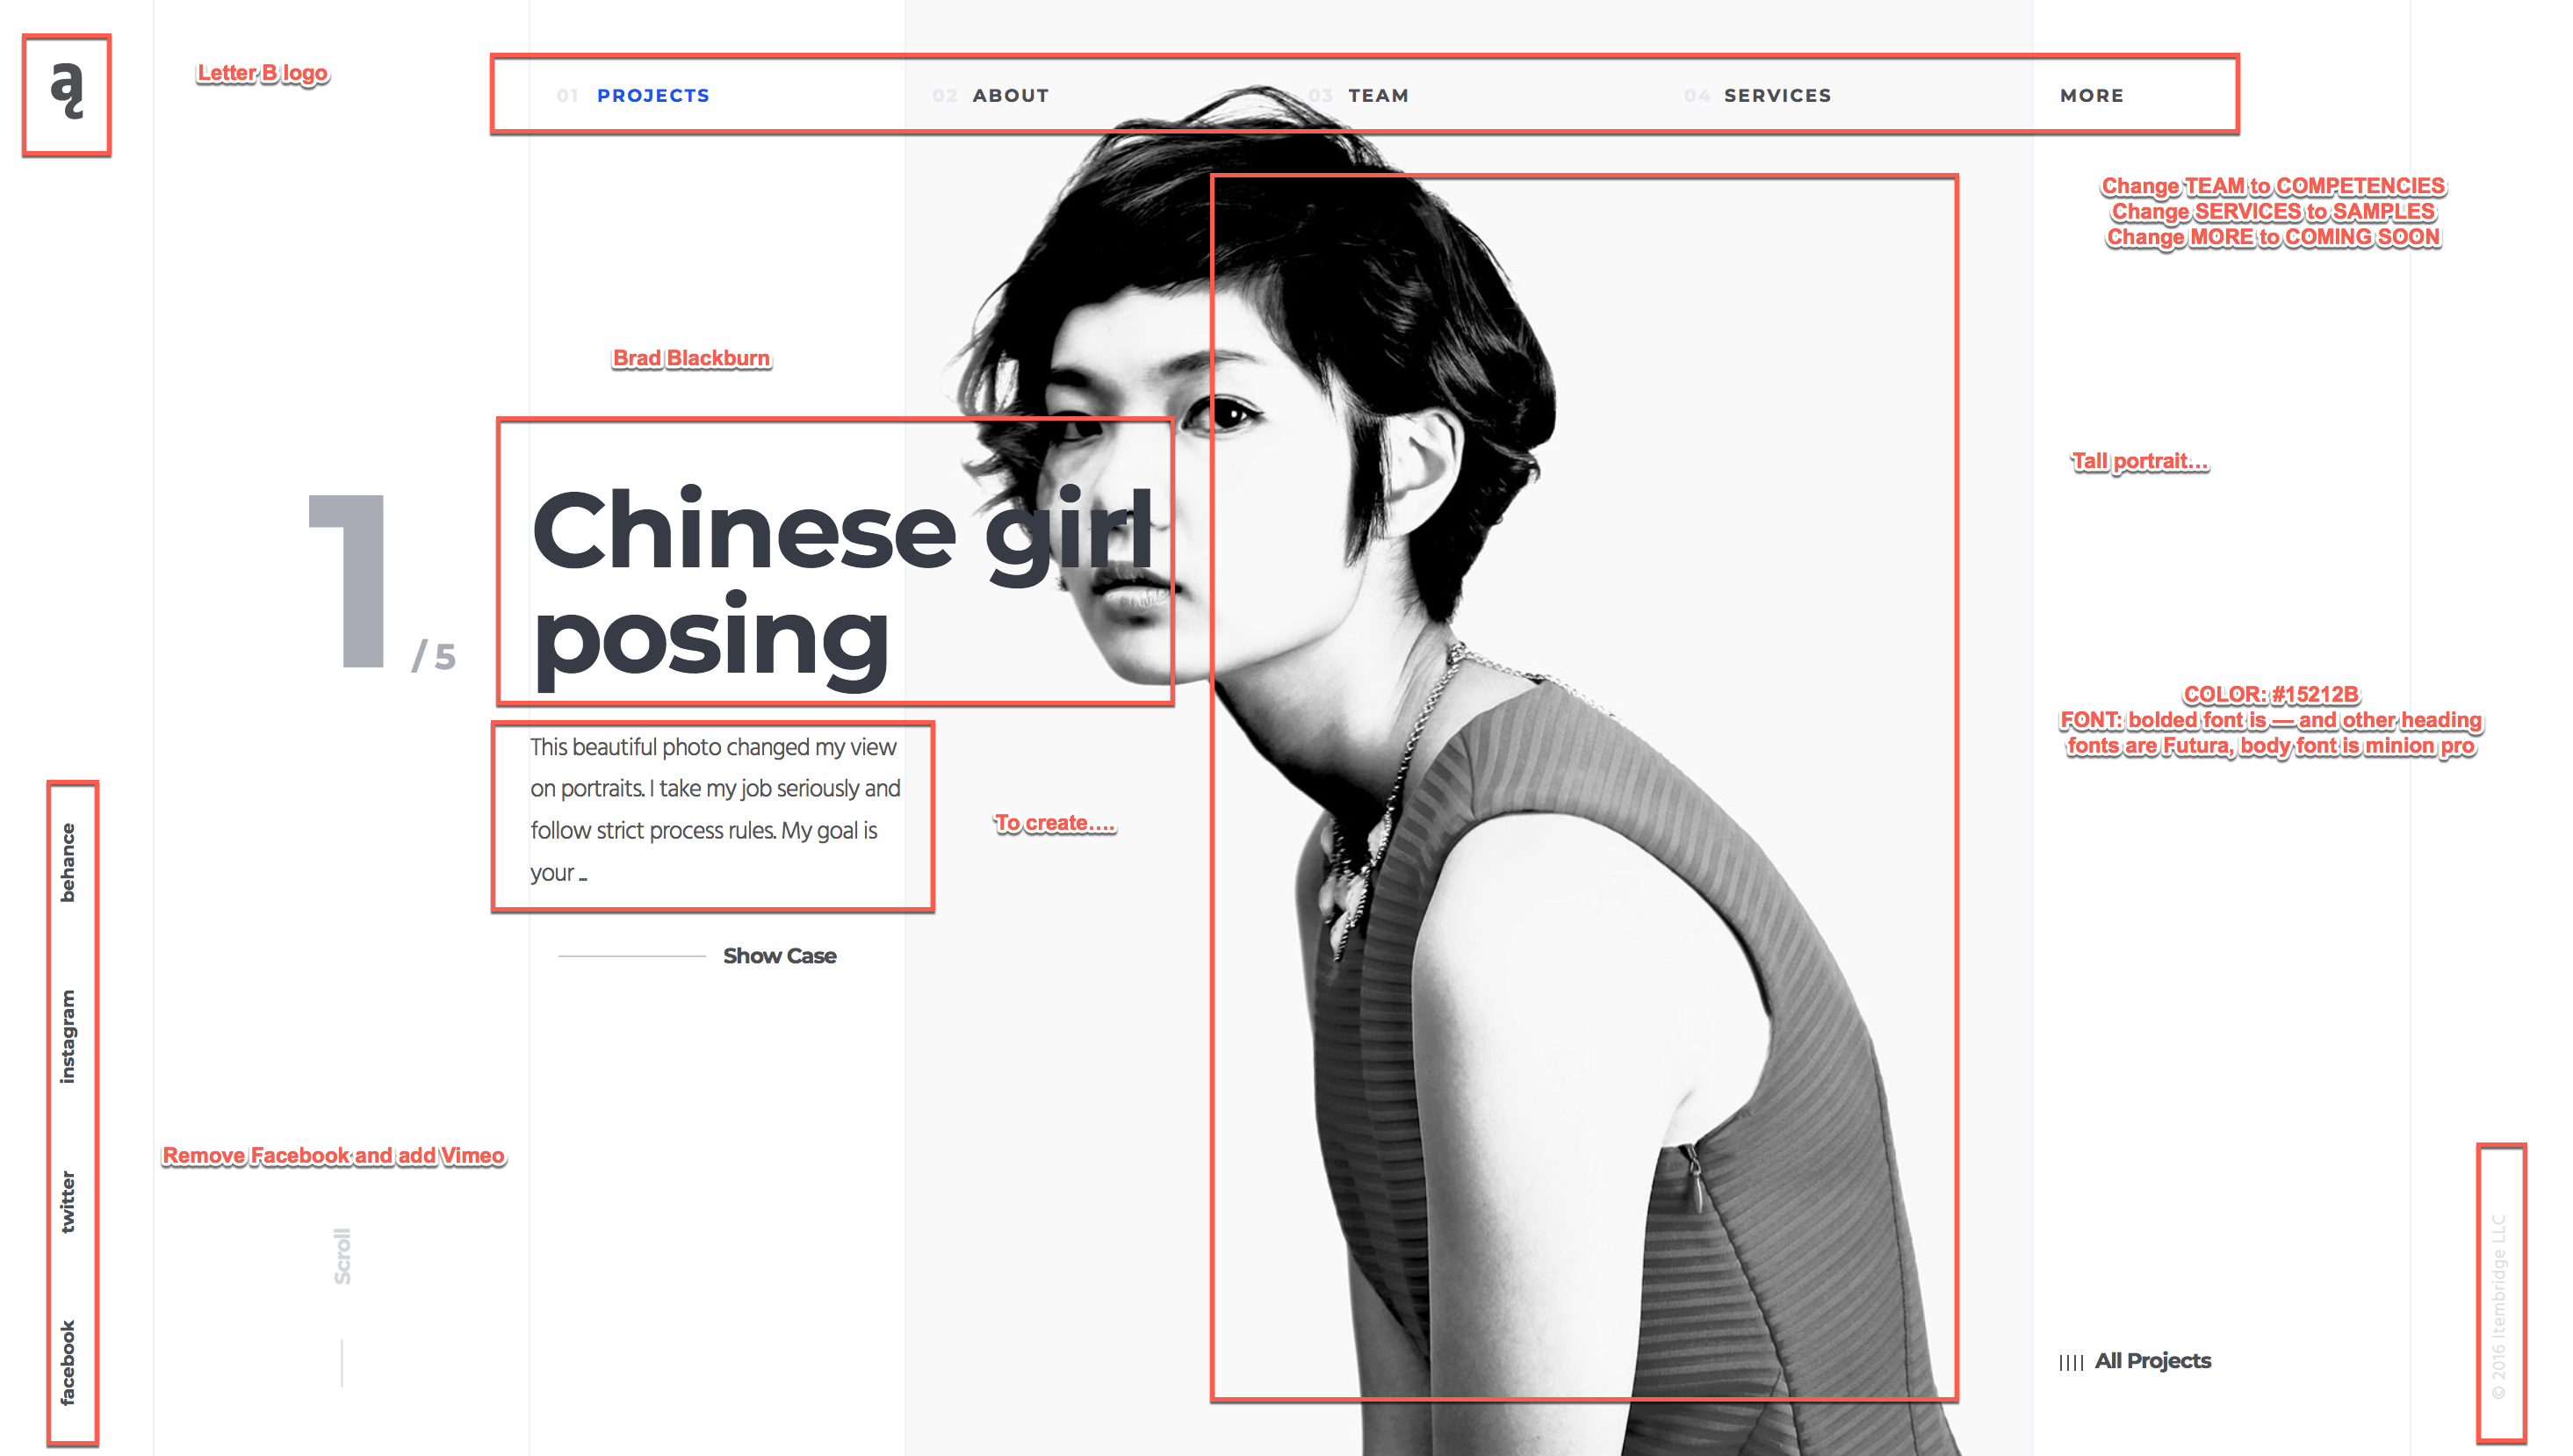 ą
Letter B logo
01 PROJECTS
02 ABOUT
03 TEAM
04 SERVICES
MORE
Change TEAM to COMPETENCIES
Change SERVICES to SAMPLES
Change MORE to COMING SOON
Brad Blackburn
Tall portrait...
1 / 5
Chinese girl
posing
COLOR: #15212B
FONT: bolded font is — and other heading
fonts are Futura, body font is minion pro
This beautiful photo changed my view
on portraits. I take my job seriously and
follow strict process rules. My goal is
your ...
To create....
Show Case
behance
instagram
twitter
facebook
Remove Facebook and add Vimeo
Scroll
All Projects
© 2016 Itembridge LLC